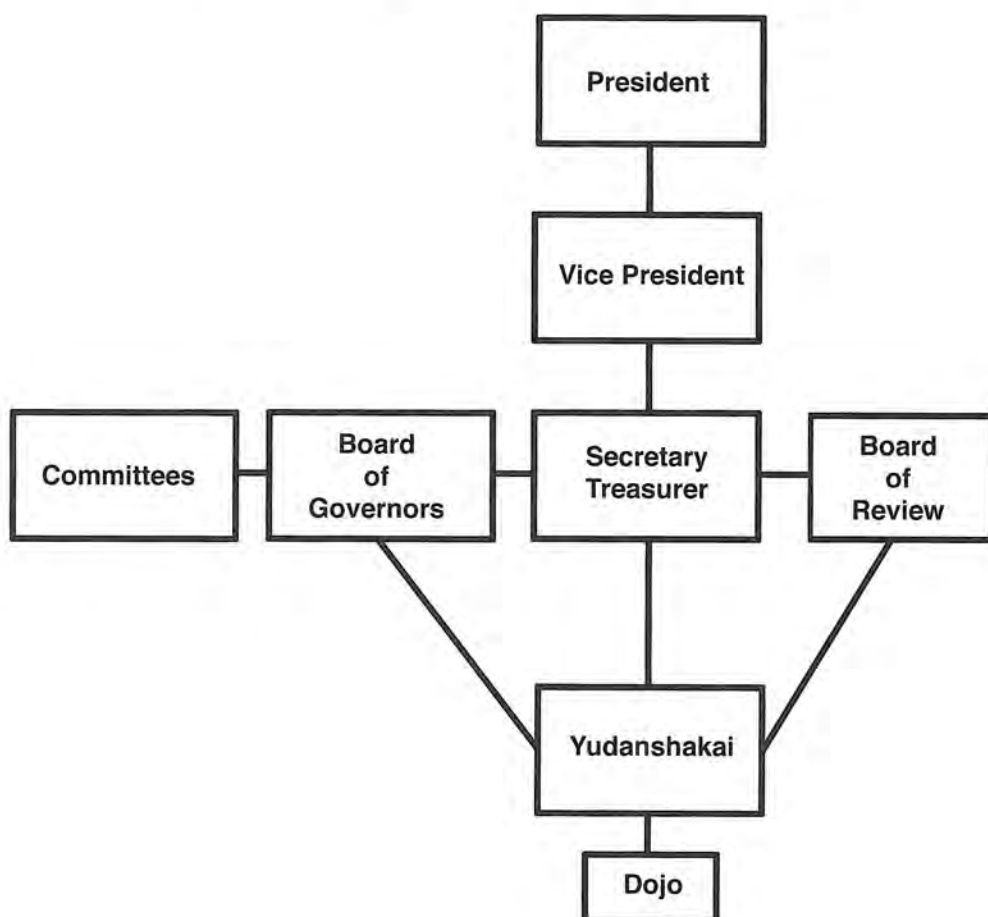 President
Vice President
Committees
Board
of
Governors
Secretary
Treasurer
Board
of
Review
Yudanshakai
Dojo